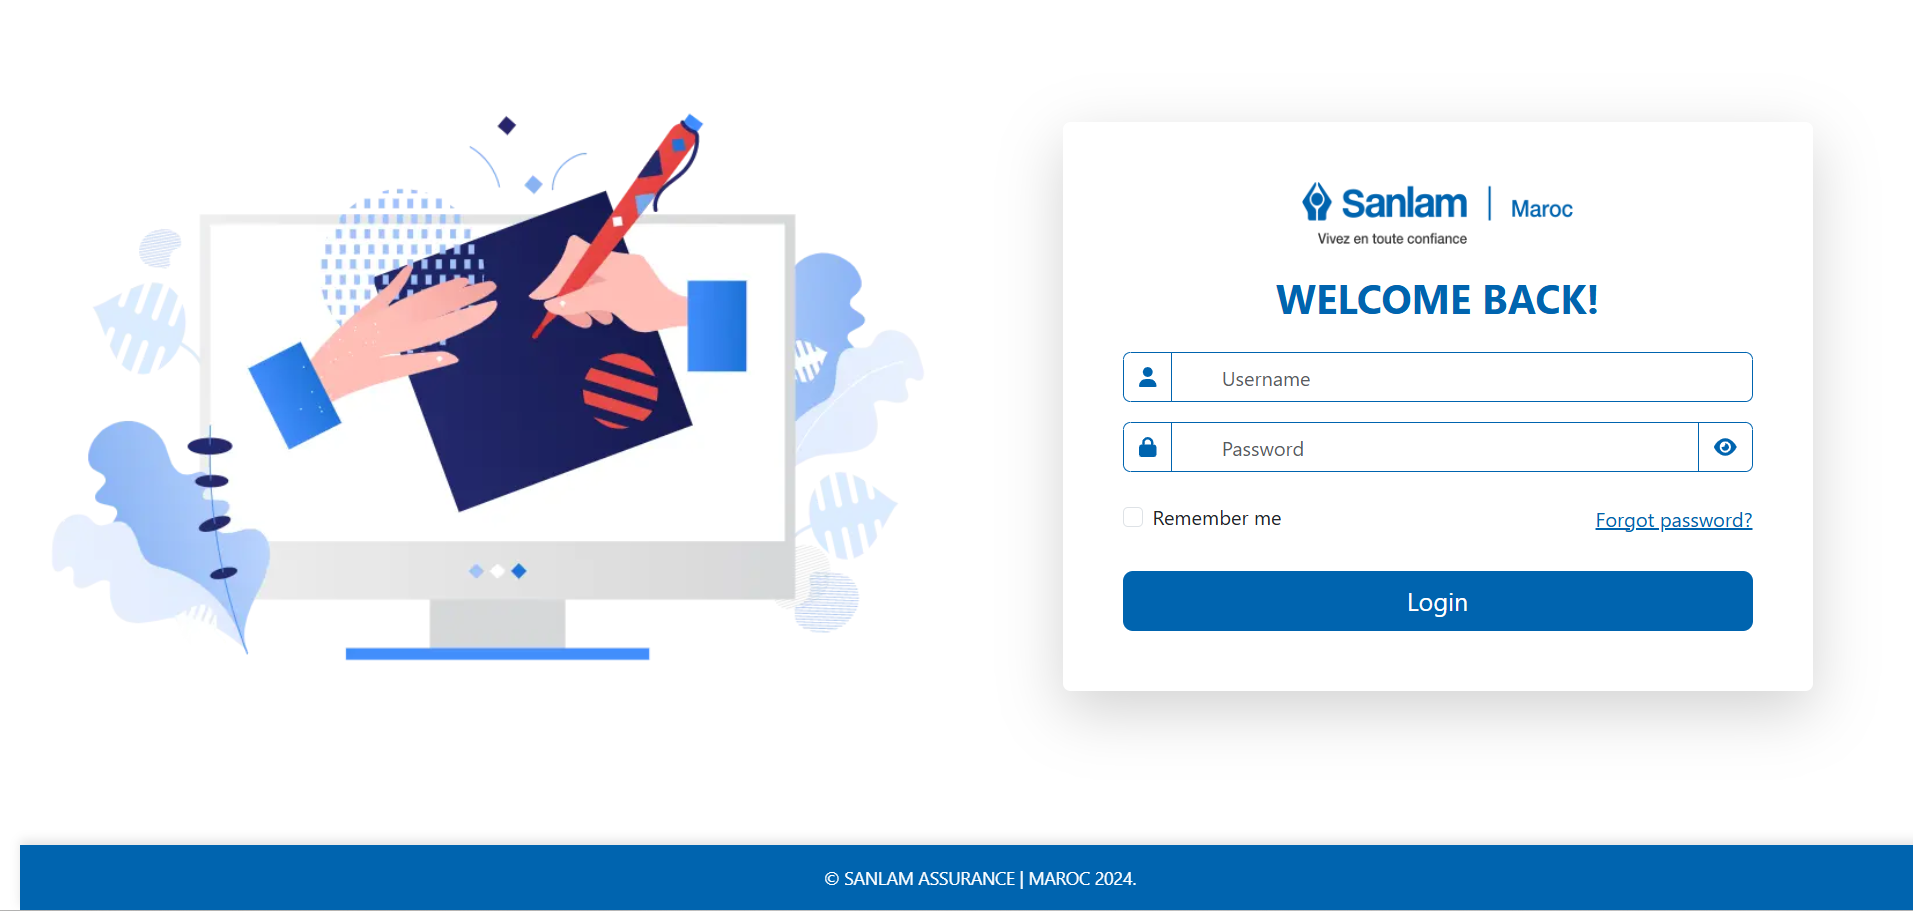 Sanlam | Maroc
Vivez en toute confiance
WELCOME BACK!
Username
Password
Remember me
Forgot password?
Login
© SANLAM ASSURANCE | MAROC 2024.